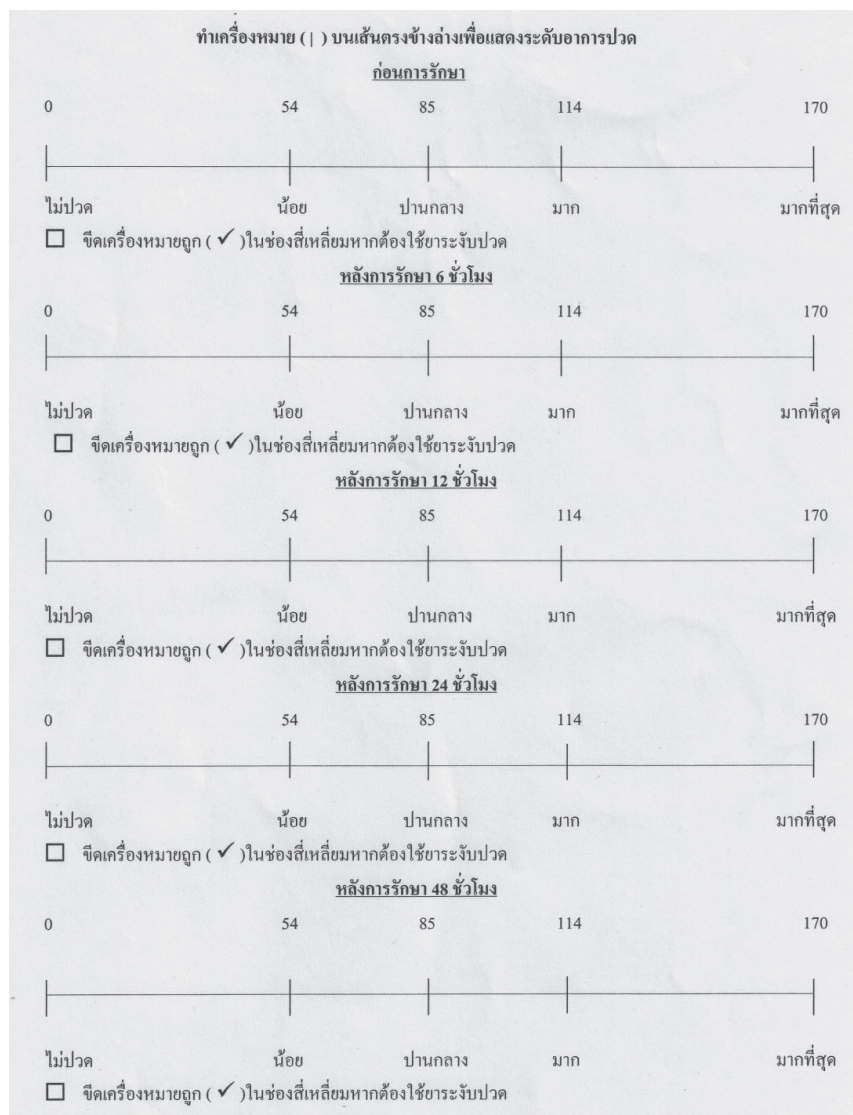 ทำเครื่องหมาย ( | ) บนเส้นตรงข้างล่างเพื่อแสดงระดับอาการปวด
ก่อนการรักษา
0 54 85 114 170
ไม่ปวด น้อย ปานกลาง มาก มากที่สุด
☐ ขีดเครื่องหมายถูก ( ✓ )ในช่องสี่เหลี่ยมหากต้องใช้ยาระงับปวด
หลังการรักษา 6 ชั่วโมง
0 54 85 114 170
ไม่ปวด น้อย ปานกลาง มาก มากที่สุด
☐ ขีดเครื่องหมายถูก ( ✓ )ในช่องสี่เหลี่ยมหากต้องใช้ยาระงับปวด
หลังการรักษา 12 ชั่วโมง
0 54 85 114 170
ไม่ปวด น้อย ปานกลาง มาก มากที่สุด
☐ ขีดเครื่องหมายถูก ( ✓ )ในช่องสี่เหลี่ยมหากต้องใช้ยาระงับปวด
หลังการรักษา 24 ชั่วโมง
0 54 85 114 170
ไม่ปวด น้อย ปานกลาง มาก มากที่สุด
☐ ขีดเครื่องหมายถูก ( ✓ )ในช่องสี่เหลี่ยมหากต้องใช้ยาระงับปวด
หลังการรักษา 48 ชั่วโมง
0 54 85 114 170
ไม่ปวด น้อย ปานกลาง มาก มากที่สุด
☐ ขีดเครื่องหมายถูก ( ✓ )ในช่องสี่เหลี่ยมหากต้องใช้ยาระงับปวด